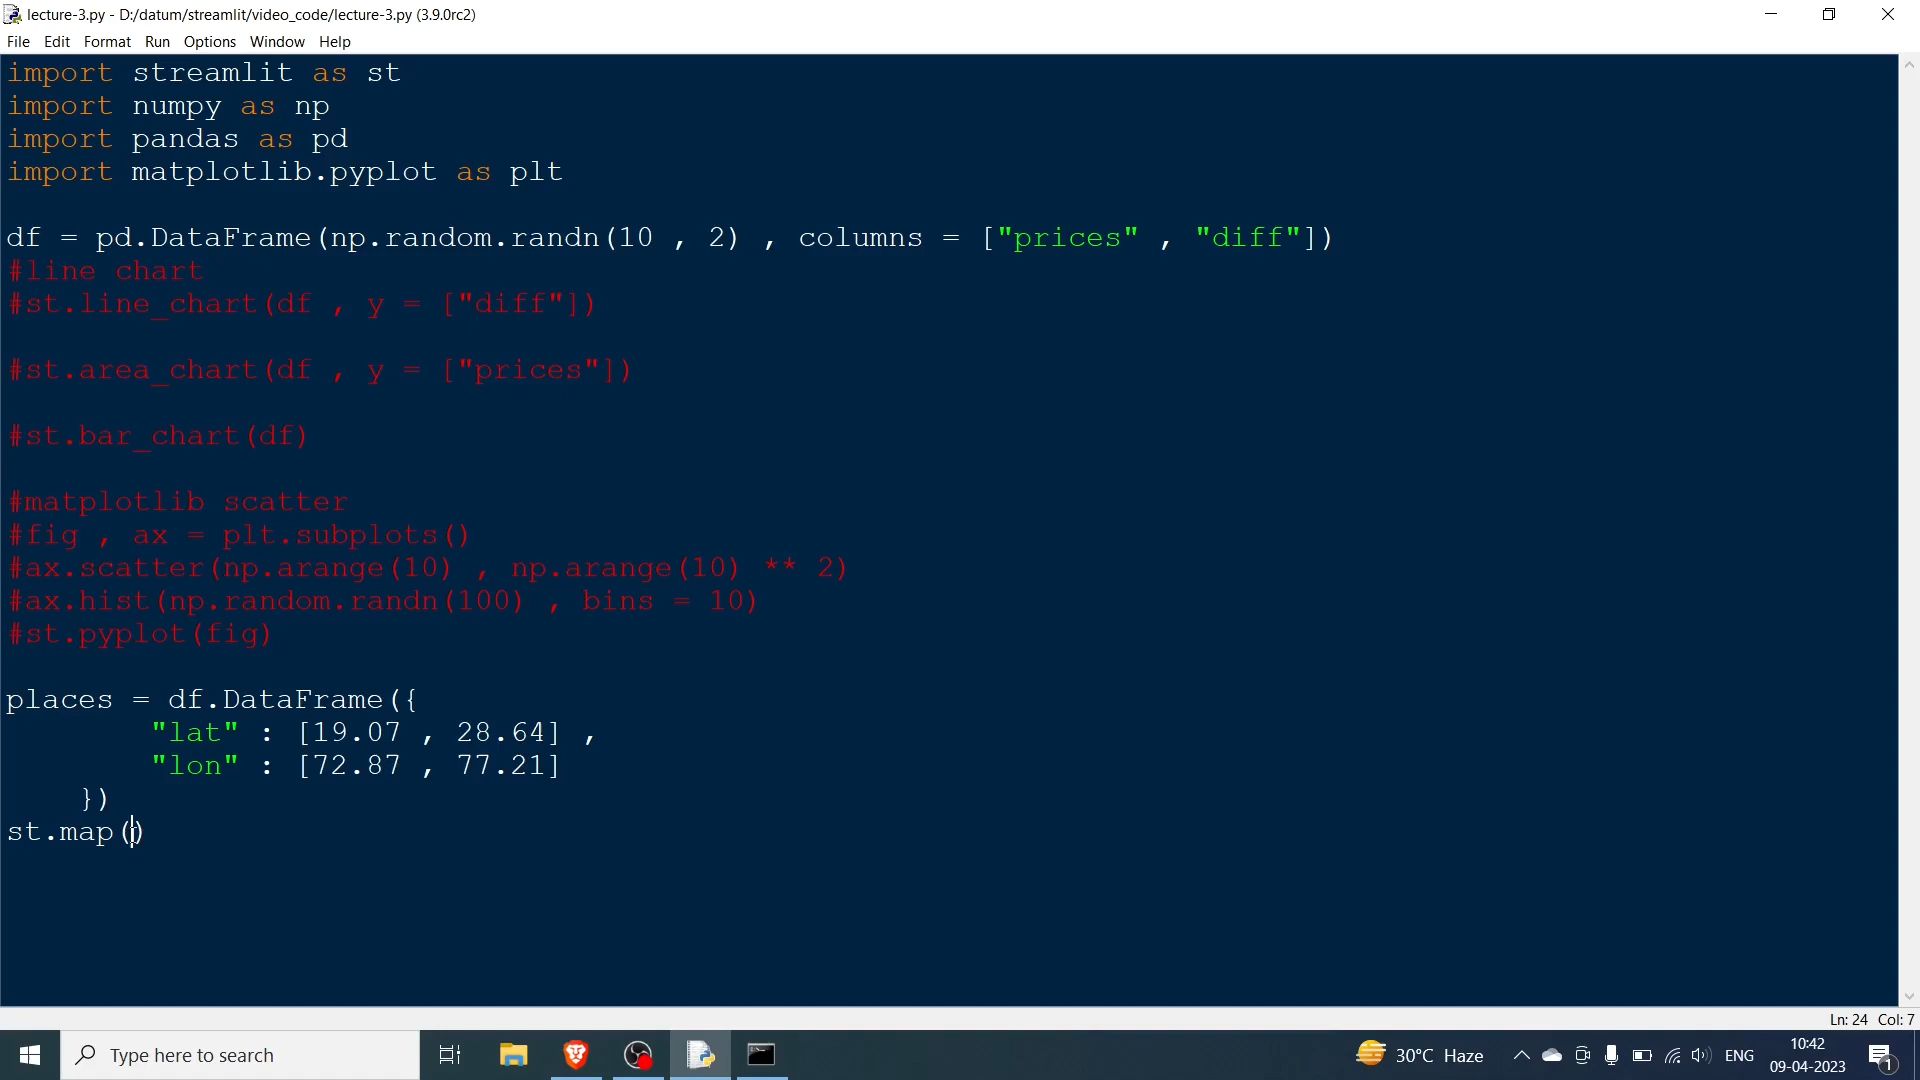 lecture-3.py - D:/datum/streamlit/video_code/lecture-3.py (3.9.0rc2)
File Edit Format Run Options Window Help
import streamlit as st
import numpy as np
import pandas as pd
import matplotlib.pyplot as plt
df = pd.DataFrame(np.random.randn(10 , 2) , columns = ["prices" , "diff"])
#line chart
#st.line_chart(df , y = ["diff"])
#st.area_chart(df , y = ["prices"])
#st.bar_chart(df)
#matplotlib scatter
#fig , ax = plt.subplots()
#ax.scatter(np.arange(10) , np.arange(10) ** 2)
#ax.hist(np.random.randn(100) , bins = 10)
#st.pyplot(fig)
places = df.DataFrame({
"lat" : [19.07 , 28.64] ,
"lon" : [72.87 , 77.21]
})
st.map()
Ln: 24 Col: 7
Type here to search
30°C Haze
ENG
10:42
09-04-2023
1